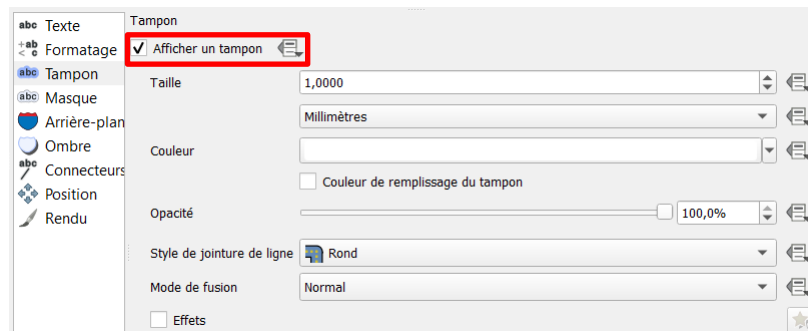 Tampon
abc Texte
+ab
< c Formatage
abc Tampon
abc Masque
Arrière-plan
Ombre
abc Connecteurs
Position
Rendu
Afficher un tampon
Taille 1,0000
Millimètres
Couleur
Couleur de remplissage du tampon
Opacité 100,0%
Style de jointure de ligne Rond
Mode de fusion Normal
Effets